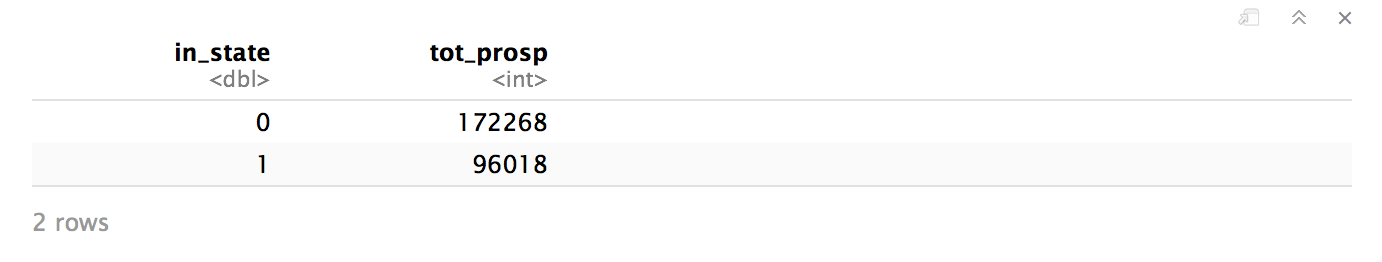 in_state tot_prosp
<dbl> <int>
0 172268
1 96018
2 rows